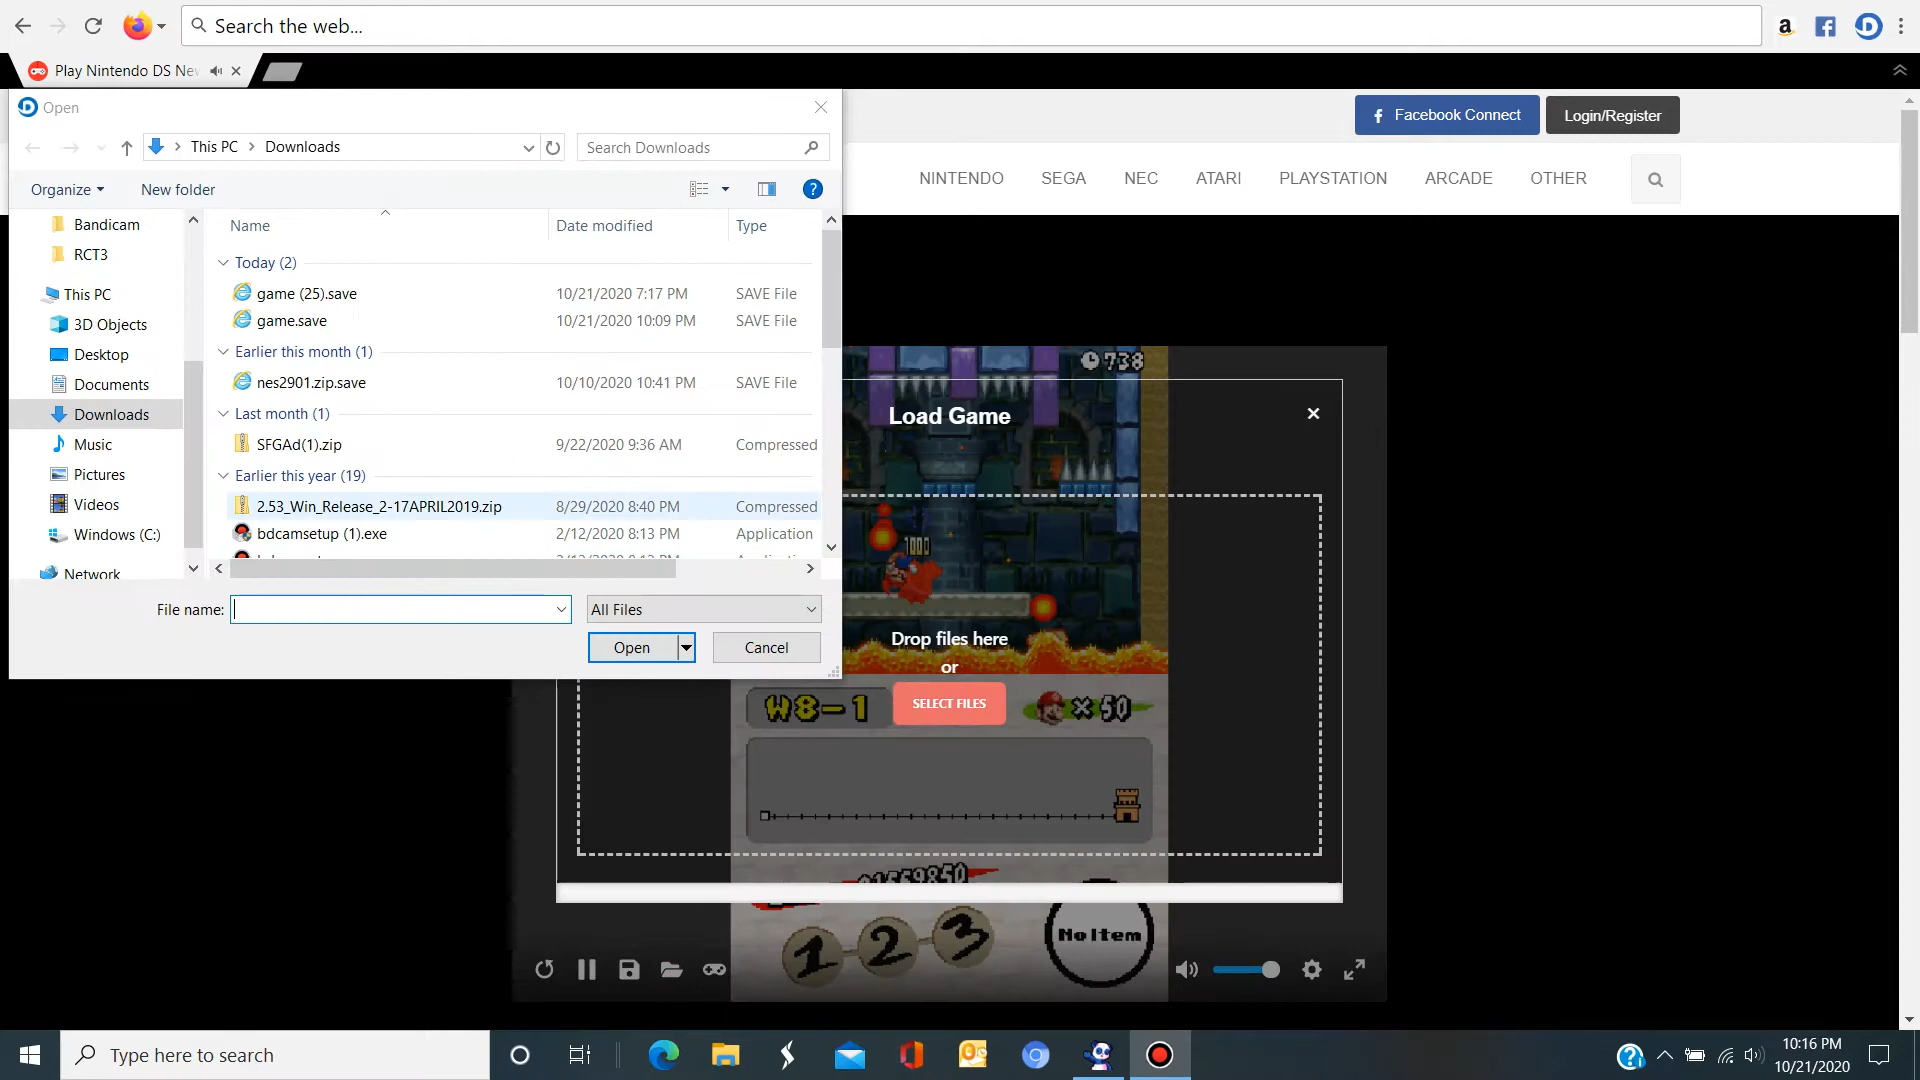 Search the web...
a
Play Nintendo DS Nev
Open
This PC > Downloads
Search Downloads
Organize
New folder
?
Bandicam
RCT3
This PC
3D Objects
Desktop
Documents
Downloads
Music
Pictures
Videos
Windows (C:)
Network
Name
Date modified
Type
Today (2)
game (25).save 10/21/2020 7:17 PM SAVE File
game.save 10/21/2020 10:09 PM SAVE File
Earlier this month (1)
nes2901.zip.save 10/10/2020 10:41 PM SAVE File
Last month (1)
SFGAd(1).zip 9/22/2020 9:36 AM Compressed
Earlier this year (19)
2.53_Win_Release_2-17APRIL2019.zip 8/29/2020 8:40 PM Compressed
bdcamsetup (1).exe 2/12/2020 8:13 PM Application
File name:
All Files
Open
Cancel
Facebook Connect
Login/Register
NINTENDO SEGA NEC ATARI PLAYSTATION ARCADE OTHER
738
Load Game
1000
Drop files here
or
SELECT FILES
W8-1
×50
1-2-3
No Item
Type here to search
10:16 PM
10/21/2020